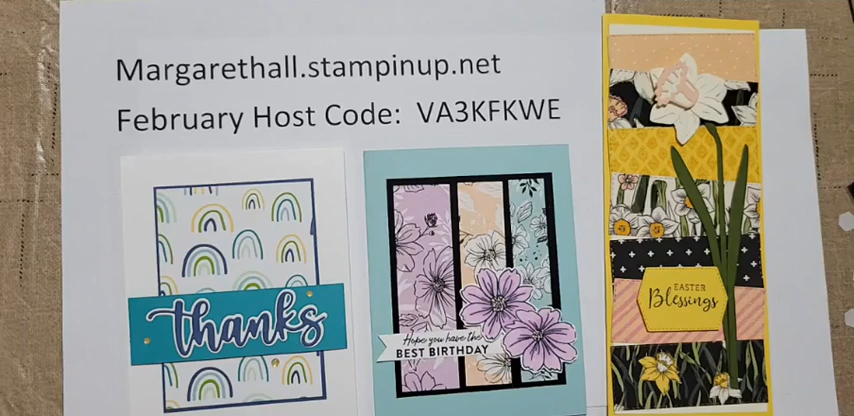 Margarethall.stampinup.net
February Host Code:  VA3KFKWE
thanks
Hope you have the
BEST BIRTHDAY
EASTER
Blessings